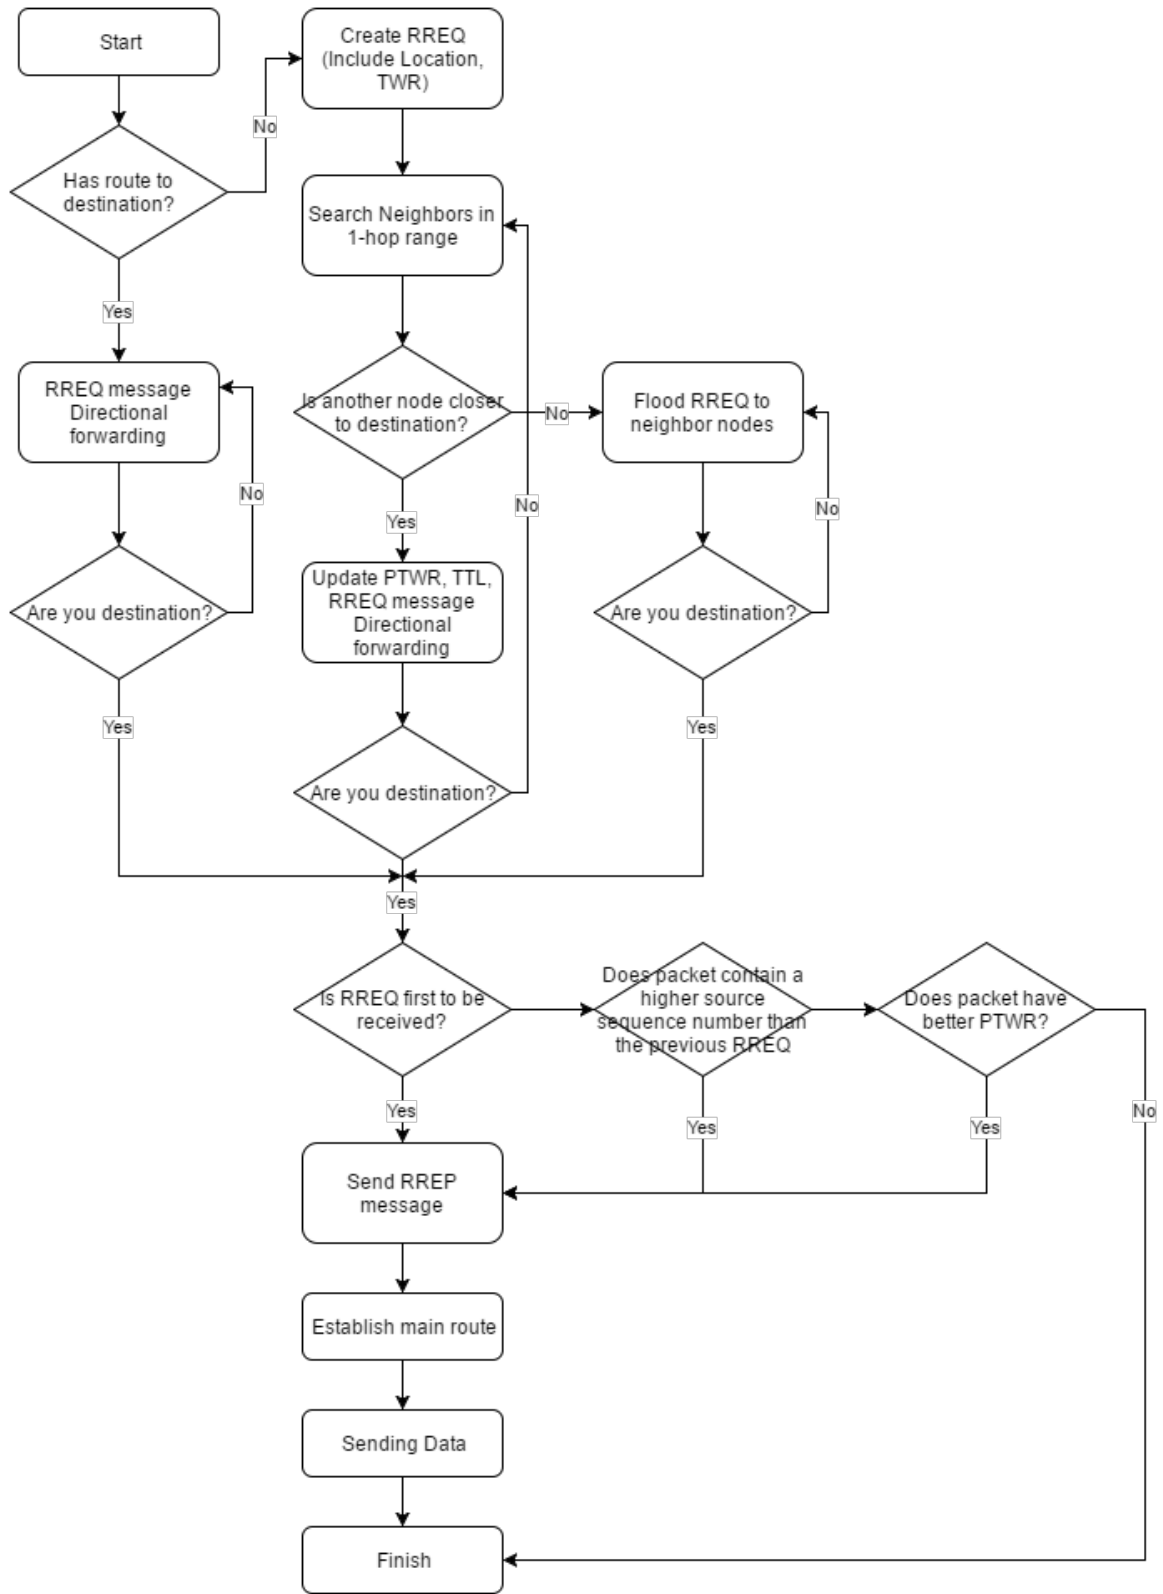 Start
Has route to
destination?
No
Yes
RREQ message
Directional
forwarding
No
Are you destination?
Yes
Create RREQ
(Include Location,
TWR)
Search Neighbors in
1-hop range
Is another node closer
to destination?
No
Yes
Update PTWR, TTL,
RREQ message
Directional
forwarding
No
Are you destination?
Yes
Flood RREQ to
neighbor nodes
No
Are you destination?
Yes
Is RREQ first to be
received?
Yes
Does packet contain a
higher source
sequence number than
the previous RREQ
Yes
Does packet have
better PTWR?
Yes
No
Send RREP
message
Establish main route
Sending Data
Finish